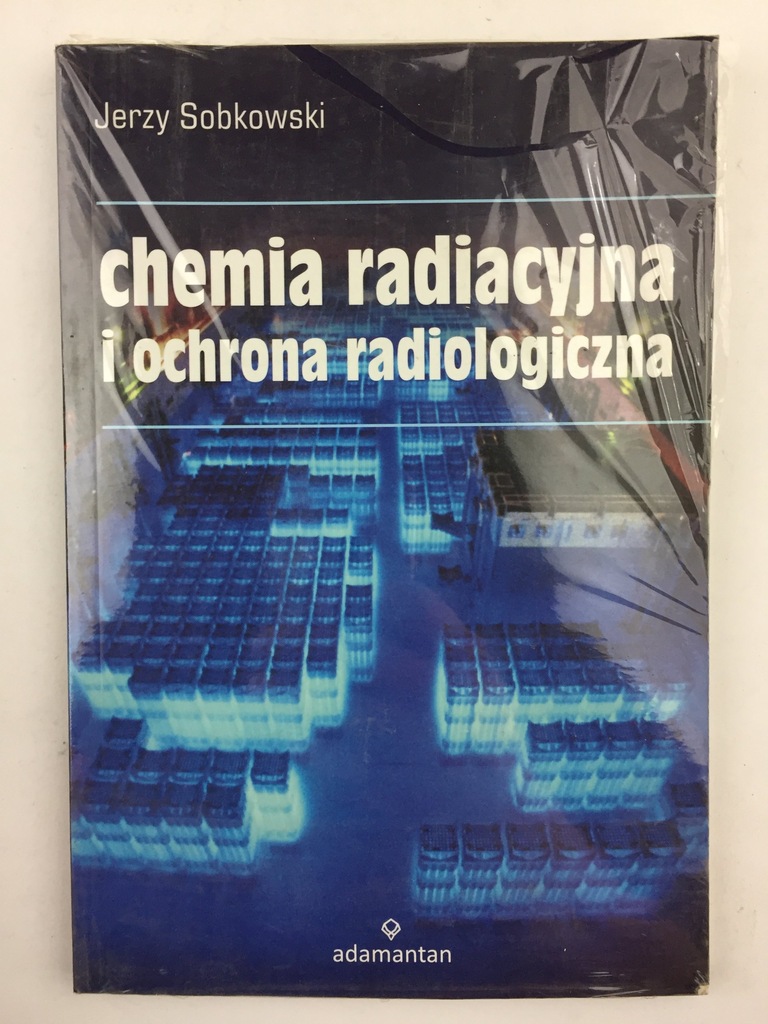 Jerzy Sobkowski
chemia radiacyjna
i ochrona radiologiczna
adamantan